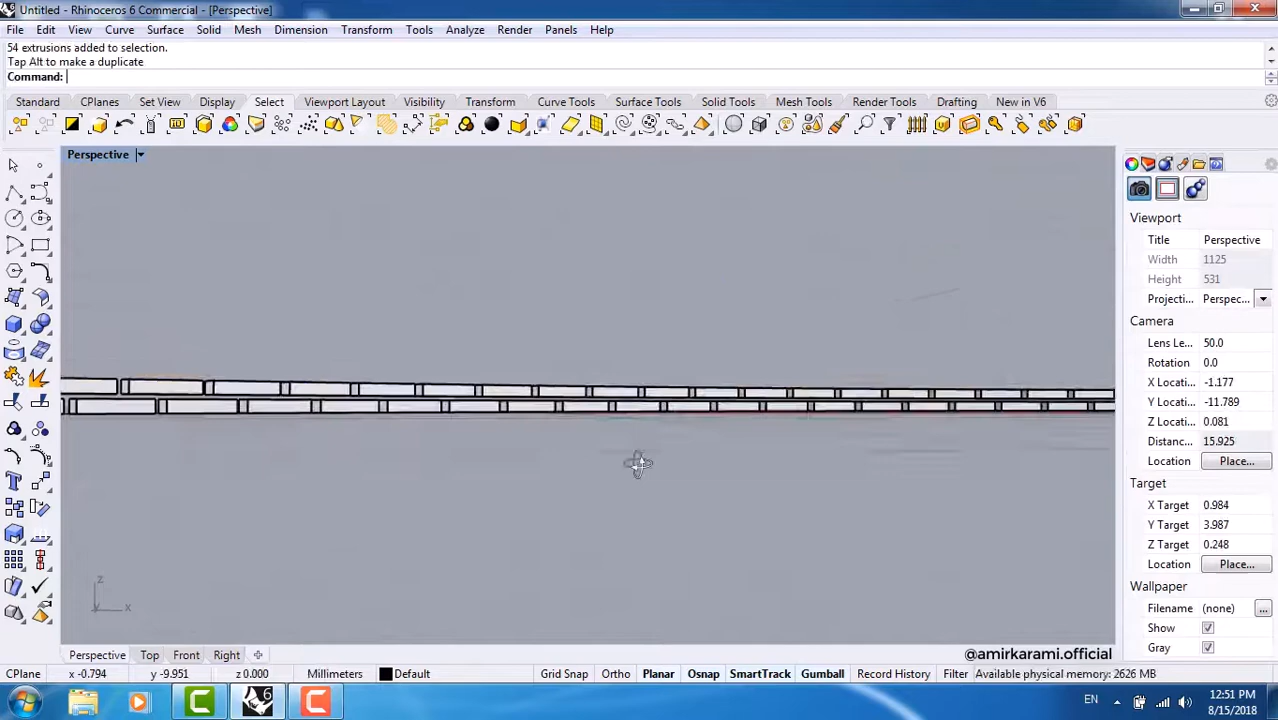 Untitled - Rhinoceros 6 Commercial - [Perspective]
File Edit View Curve Surface Solid Mesh Dimension Transform Tools Analyze Render Panels Help
54 extrusions added to selection.
Tap Alt to make a duplicate
Command:
Standard CPlanes Set View Display Select Viewport Layout Visibility Transform Curve Tools Surface Tools Solid Tools Mesh Tools Render Tools Drafting New in V6
Perspective
Viewport
Title Perspective
Width 1125
Height 531
Projecti... Perspec...
Camera
Lens Le... 50.0
Rotation 0.0
X Locati... -1.177
Y Locati... -11.789
Z Locati... 0.081
Distanc... 15.925
Location Place...
Target
X Target 0.984
Y Target 3.987
Z Target 0.248
Location Place...
Wallpaper
Filename (none) ...
Show
Gray
z
x
@amirkarami.official
Perspective Top Front Right
CPlane x -0.794 y -9.951 z 0.000 Millimeters Default Grid Snap Ortho Planar Osnap SmartTrack Gumball Record History Filter Available physical memory: 2626 MB
EN 12:51 PM
8/15/2018